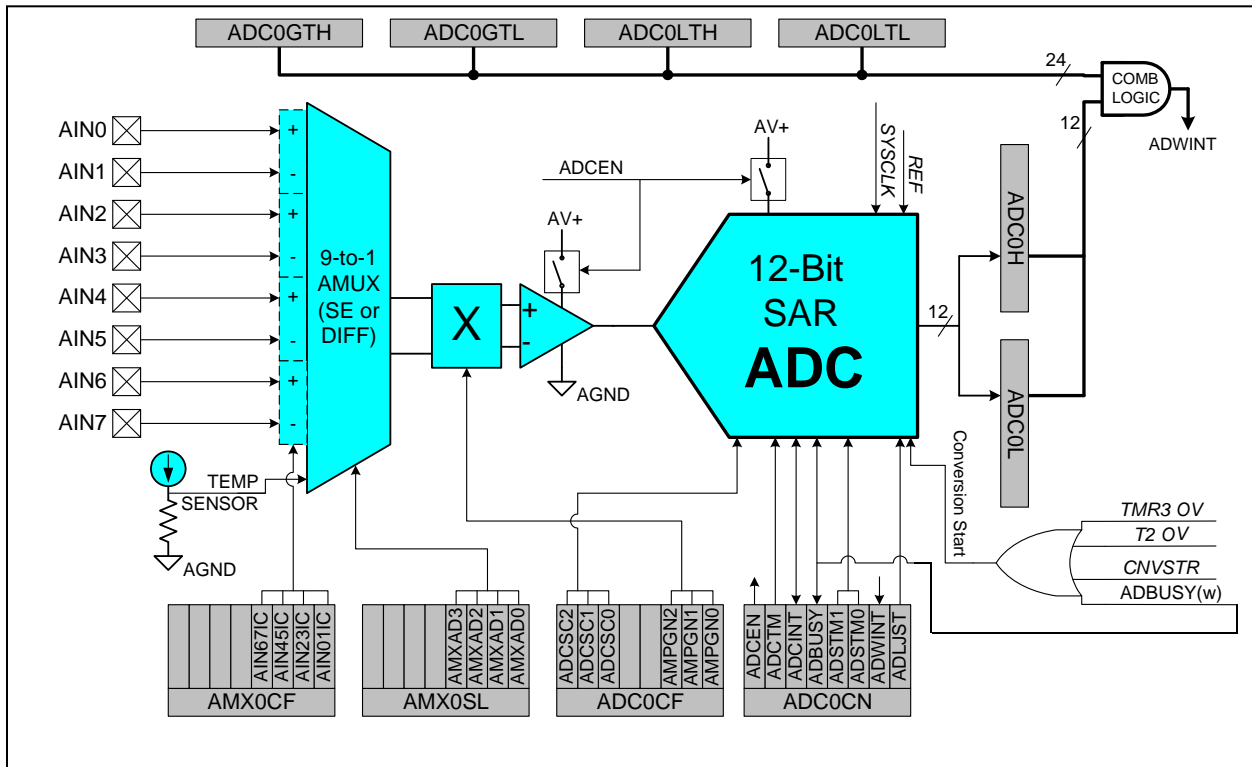 ADC0GTH
ADC0GTL
ADC0LTH
ADC0LTL
24
COMB
LOGIC
12
ADWINT
AIN0
AIN1
AIN2
AIN3
AIN4
AIN5
AIN6
AIN7
+
-
+
-
+
-
+
-
9-to-1
AMUX
(SE or
DIFF)
TEMP
SENSOR
AGND
X
+
-
AV+
AGND
ADCEN
AV+
SYSCLK
REF
12-Bit
SAR
ADC
12
ADC0H
ADC0L
Conversion Start
TMR3 OV
T2 OV
CNVSTR
ADBUSY(w)
AIN67IC
AIN45IC
AIN23IC
AIN01IC
AMX0CF
AMXAD3
AMXAD2
AMXAD1
AMXAD0
AMX0SL
ADCSC2
ADCSC1
ADCSC0
AMPGN2
AMPGN1
AMPGN0
ADC0CF
ADCEN
ADCTM
ADCINT
ADBUSY
ADSTM1
ADSTM0
ADWINT
ADLJST
ADC0CN